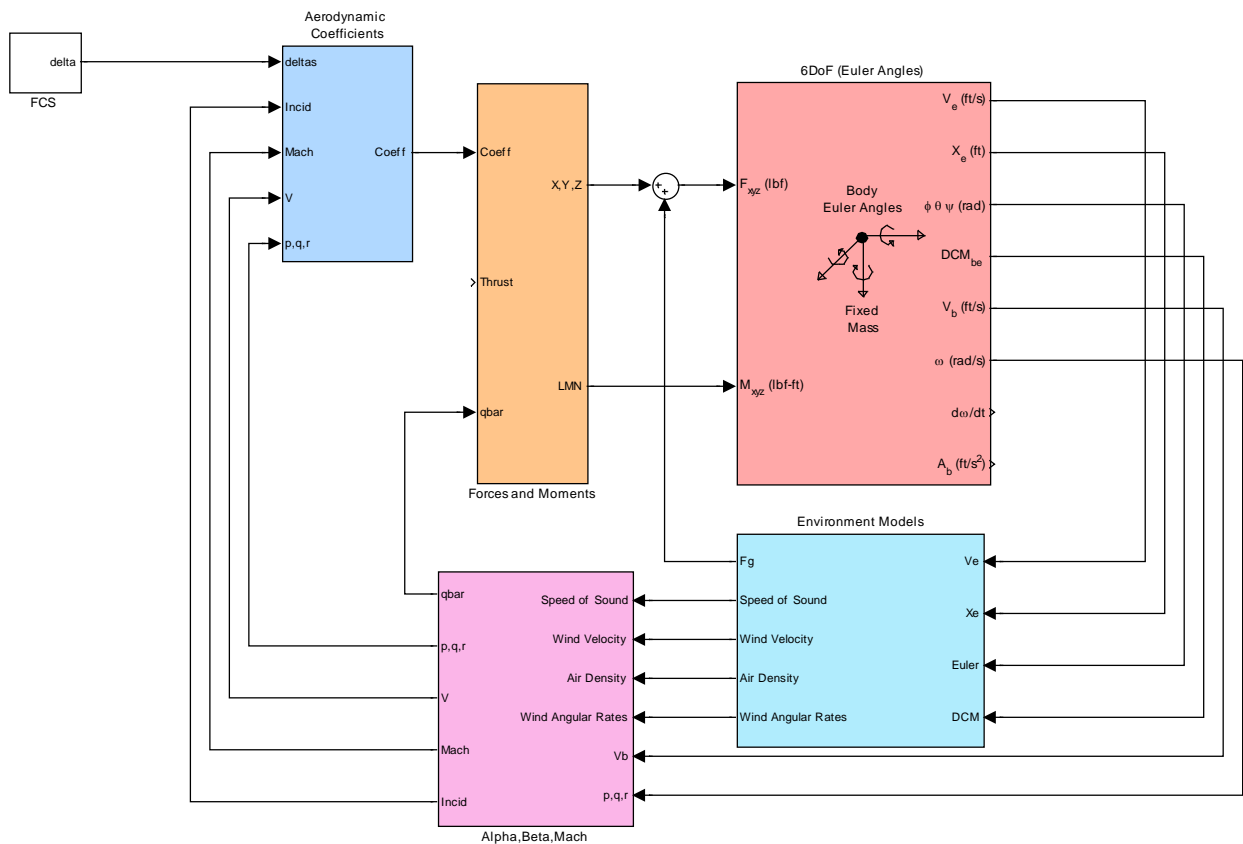 Aerodynamic
Coefficients
delta
FCS
deltas
Incid
Mach
V
p,q,r
Coeff
Coeff
Thrust
qbar
X,Y,Z
LMN
Forces and Moments
+
+
6DoF (Euler Angles)
F_xyz (lbf)
M_xyz (lbf-ft)
Body
Euler Angles
Fixed
Mass
V_e (ft/s)
X_e (ft)
ϕ θ ψ (rad)
DCM_be
V_b (ft/s)
ω (rad/s)
dω/dt
A_b (ft/s²)
Environment Models
Fg
Speed of Sound
Wind Velocity
Air Density
Wind Angular Rates
Ve
Xe
Euler
DCM
qbar
p,q,r
V
Mach
Incid
Speed of Sound
Wind Velocity
Air Density
Wind Angular Rates
Vb
p,q,r
Alpha,Beta,Mach